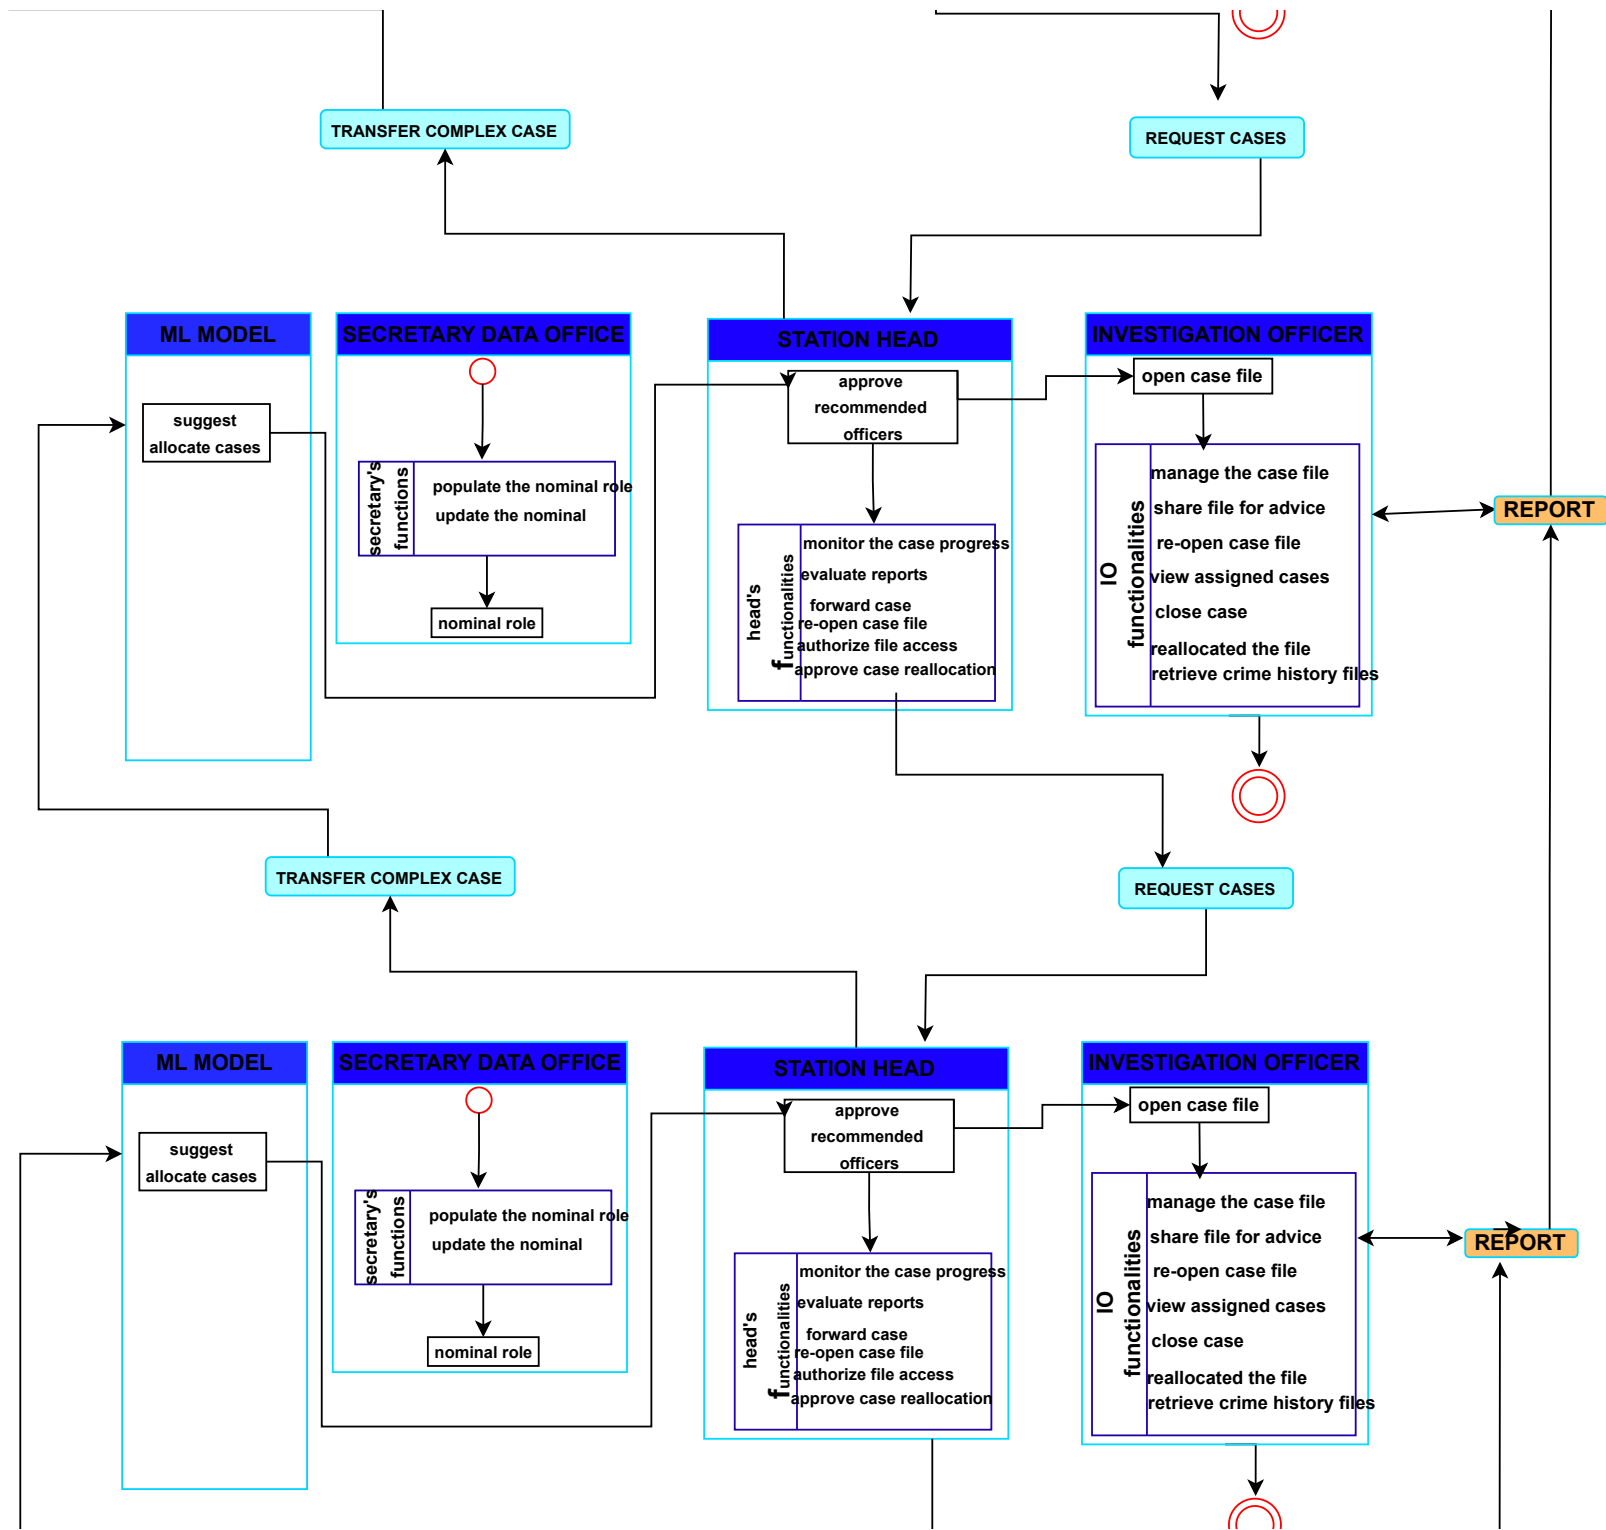 TRANSFER COMPLEX CASE
REQUEST CASES
ML MODEL
SECRETARY DATA OFFICE
STATION HEAD
INVESTIGATION OFFICER
suggest
allocate cases
secretary's
functions
populate the nominal role
update the nominal
nominal role
approve
recommended
officers
head's
functionalities
monitor the case progress
evaluate reports
forward case
re-open case file
authorize file access
approve case reallocation
open case file
IO
functionalities
manage the case file
share file for advice
re-open case file
view assigned cases
close case
reallocated the file
retrieve crime history files
REPORT
TRANSFER COMPLEX CASE
REQUEST CASES
ML MODEL
SECRETARY DATA OFFICE
STATION HEAD
INVESTIGATION OFFICER
suggest
allocate cases
secretary's
functions
populate the nominal role
update the nominal
nominal role
approve
recommended
officers
head's
functionalities
monitor the case progress
evaluate reports
forward case
re-open case file
authorize file access
approve case reallocation
open case file
IO
functionalities
manage the case file
share file for advice
re-open case file
view assigned cases
close case
reallocated the file
retrieve crime history files
REPORT